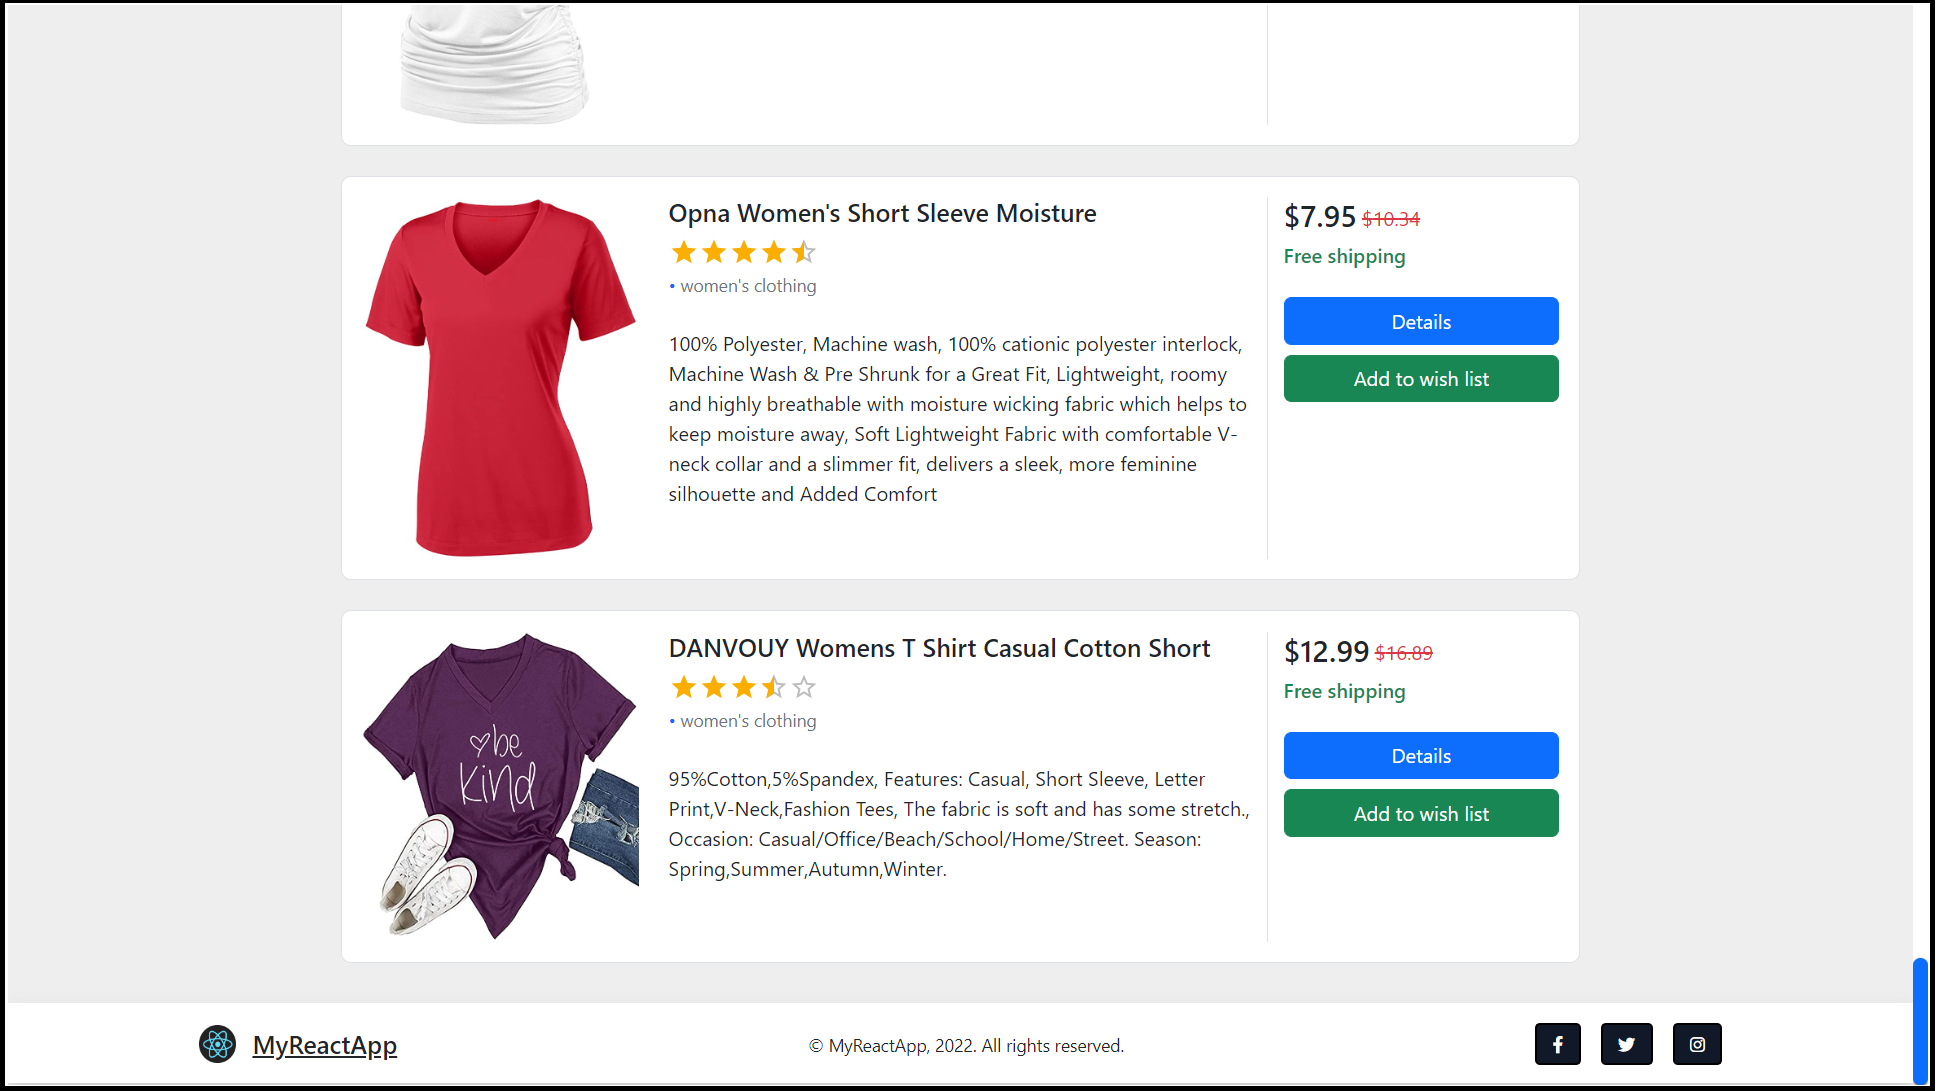 Opna Women's Short Sleeve Moisture
• women's clothing
100% Polyester, Machine wash, 100% cationic polyester interlock,
Machine Wash & Pre Shrunk for a Great Fit, Lightweight, roomy
and highly breathable with moisture wicking fabric which helps to
keep moisture away, Soft Lightweight Fabric with comfortable V-
neck collar and a slimmer fit, delivers a sleek, more feminine
silhouette and Added Comfort
$7.95 $10.34
Free shipping
Details
Add to wish list
be
kind
DANVOUY Womens T Shirt Casual Cotton Short
• women's clothing
95%Cotton,5%Spandex, Features: Casual, Short Sleeve, Letter
Print,V-Neck,Fashion Tees, The fabric is soft and has some stretch.,
Occasion: Casual/Office/Beach/School/Home/Street. Season:
Spring,Summer,Autumn,Winter.
$12.99 $16.89
Free shipping
Details
Add to wish list
MyReactApp
© MyReactApp, 2022. All rights reserved.